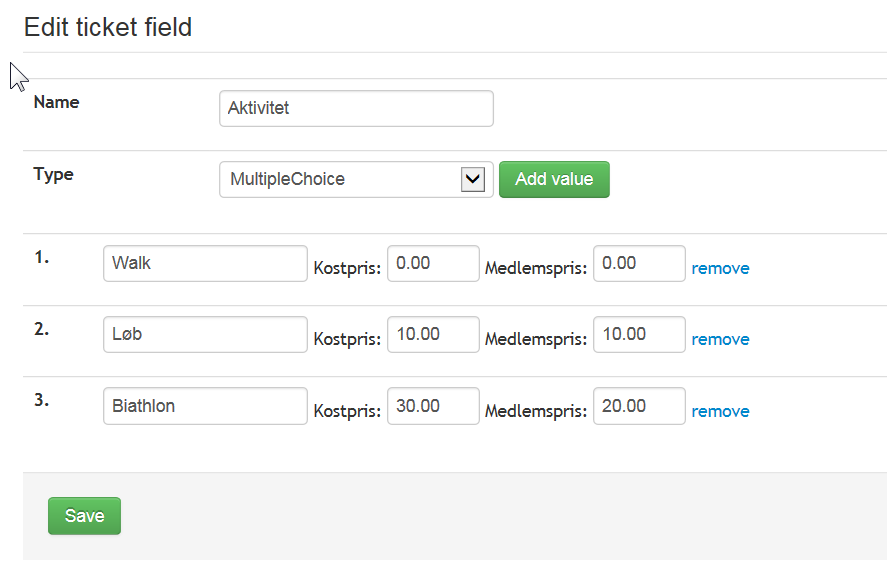 Edit ticket field
Name Aktivitet
Type MultipleChoice Add value
1. Walk Kostpris: 0.00 Medlemspris: 0.00 remove
2. Løb Kostpris: 10.00 Medlemspris: 10.00 remove
3. Biathlon Kostpris: 30.00 Medlemspris: 20.00 remove
Save